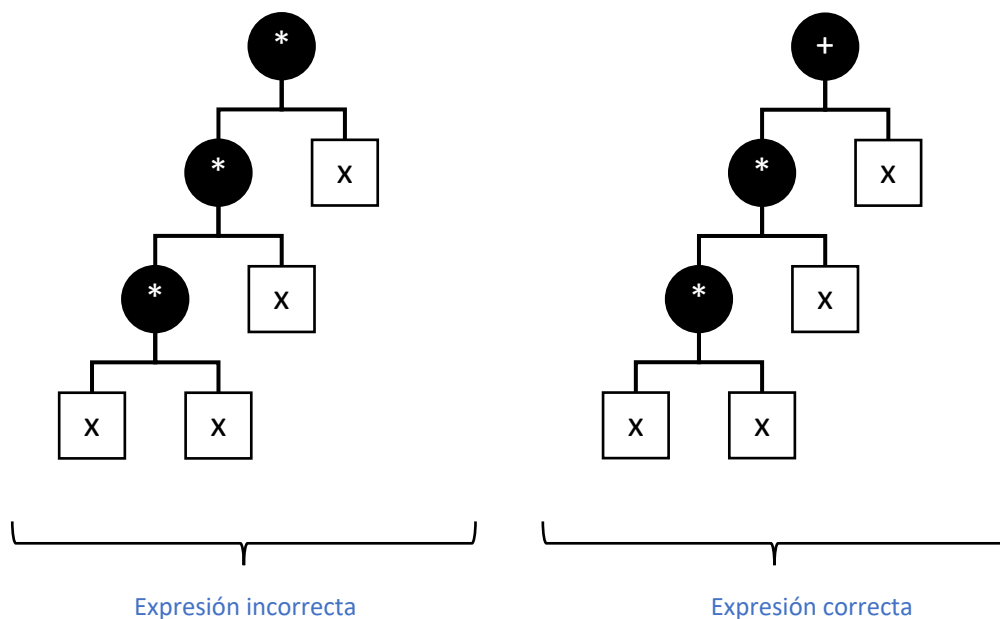 * +
* X * X
* X * X
X X X X
Expresión incorrecta Expresión correcta